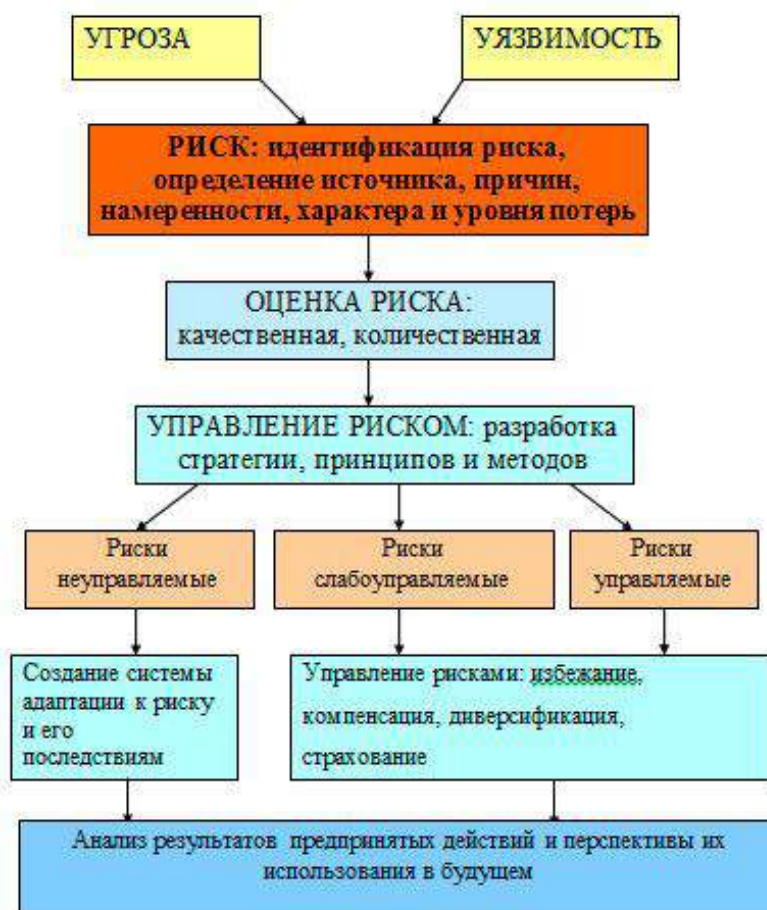 УГРОЗА
УЯЗВИМОСТЬ
РИСК: идентификация риска,
определение источника, причин,
намеренности, характера и уровня потерь
ОЦЕНКА РИСКА:
качественная, количественная
УПРАВЛЕНИЕ РИСКОМ: разработка
стратегии, принципов и методов
Риски
неуправляемые
Риски
слабоуправляемые
Риски
управляемые
Создание системы
адаптации к риску
и его
последствиям
Управление рисками: избежание,
компенсация, диверсификация,
страхование
Анализ результатов предпринятых действий и перспективы их
использования в будущем